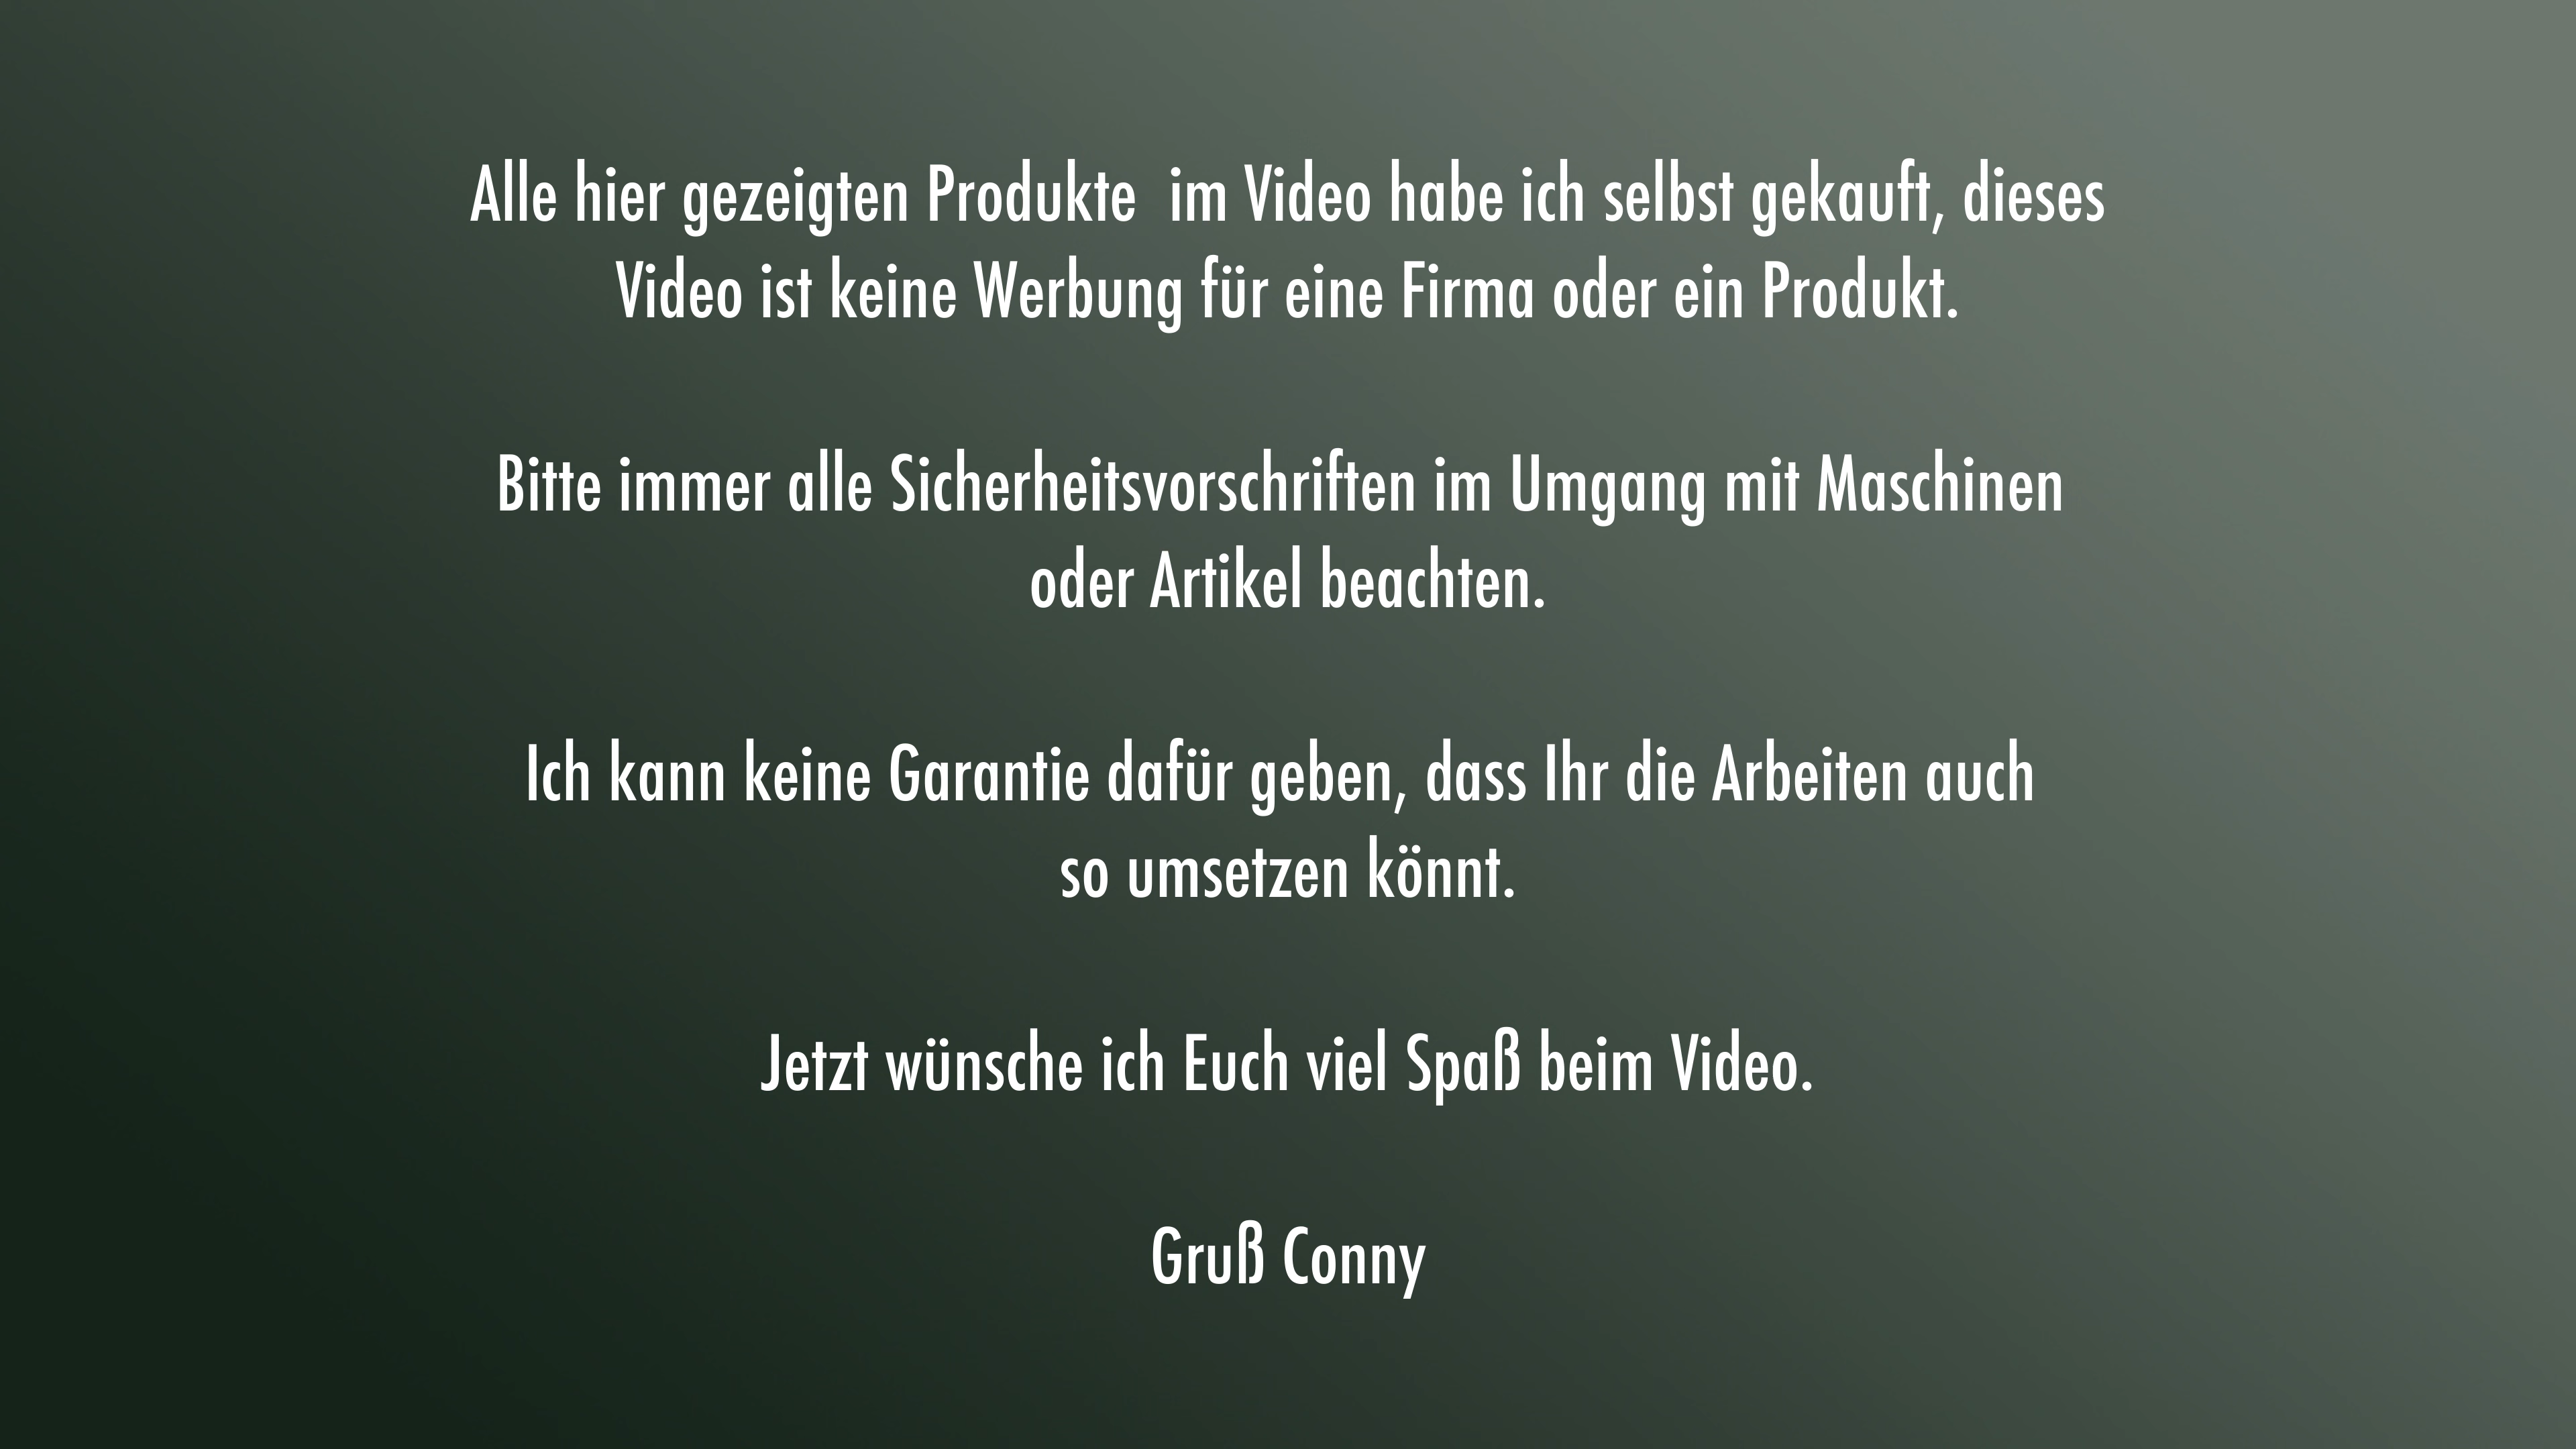 Alle hier gezeigten Produkte  im Video habe ich selbst gekauft, dieses
Video ist keine Werbung für eine Firma oder ein Produkt.
Bitte immer alle Sicherheitsvorschriften im Umgang mit Maschinen
oder Artikel beachten.
Ich kann keine Garantie dafür geben, dass Ihr die Arbeiten auch
so umsetzen könnt.
Jetzt wünsche ich Euch viel Spaß beim Video.
Gruß Conny